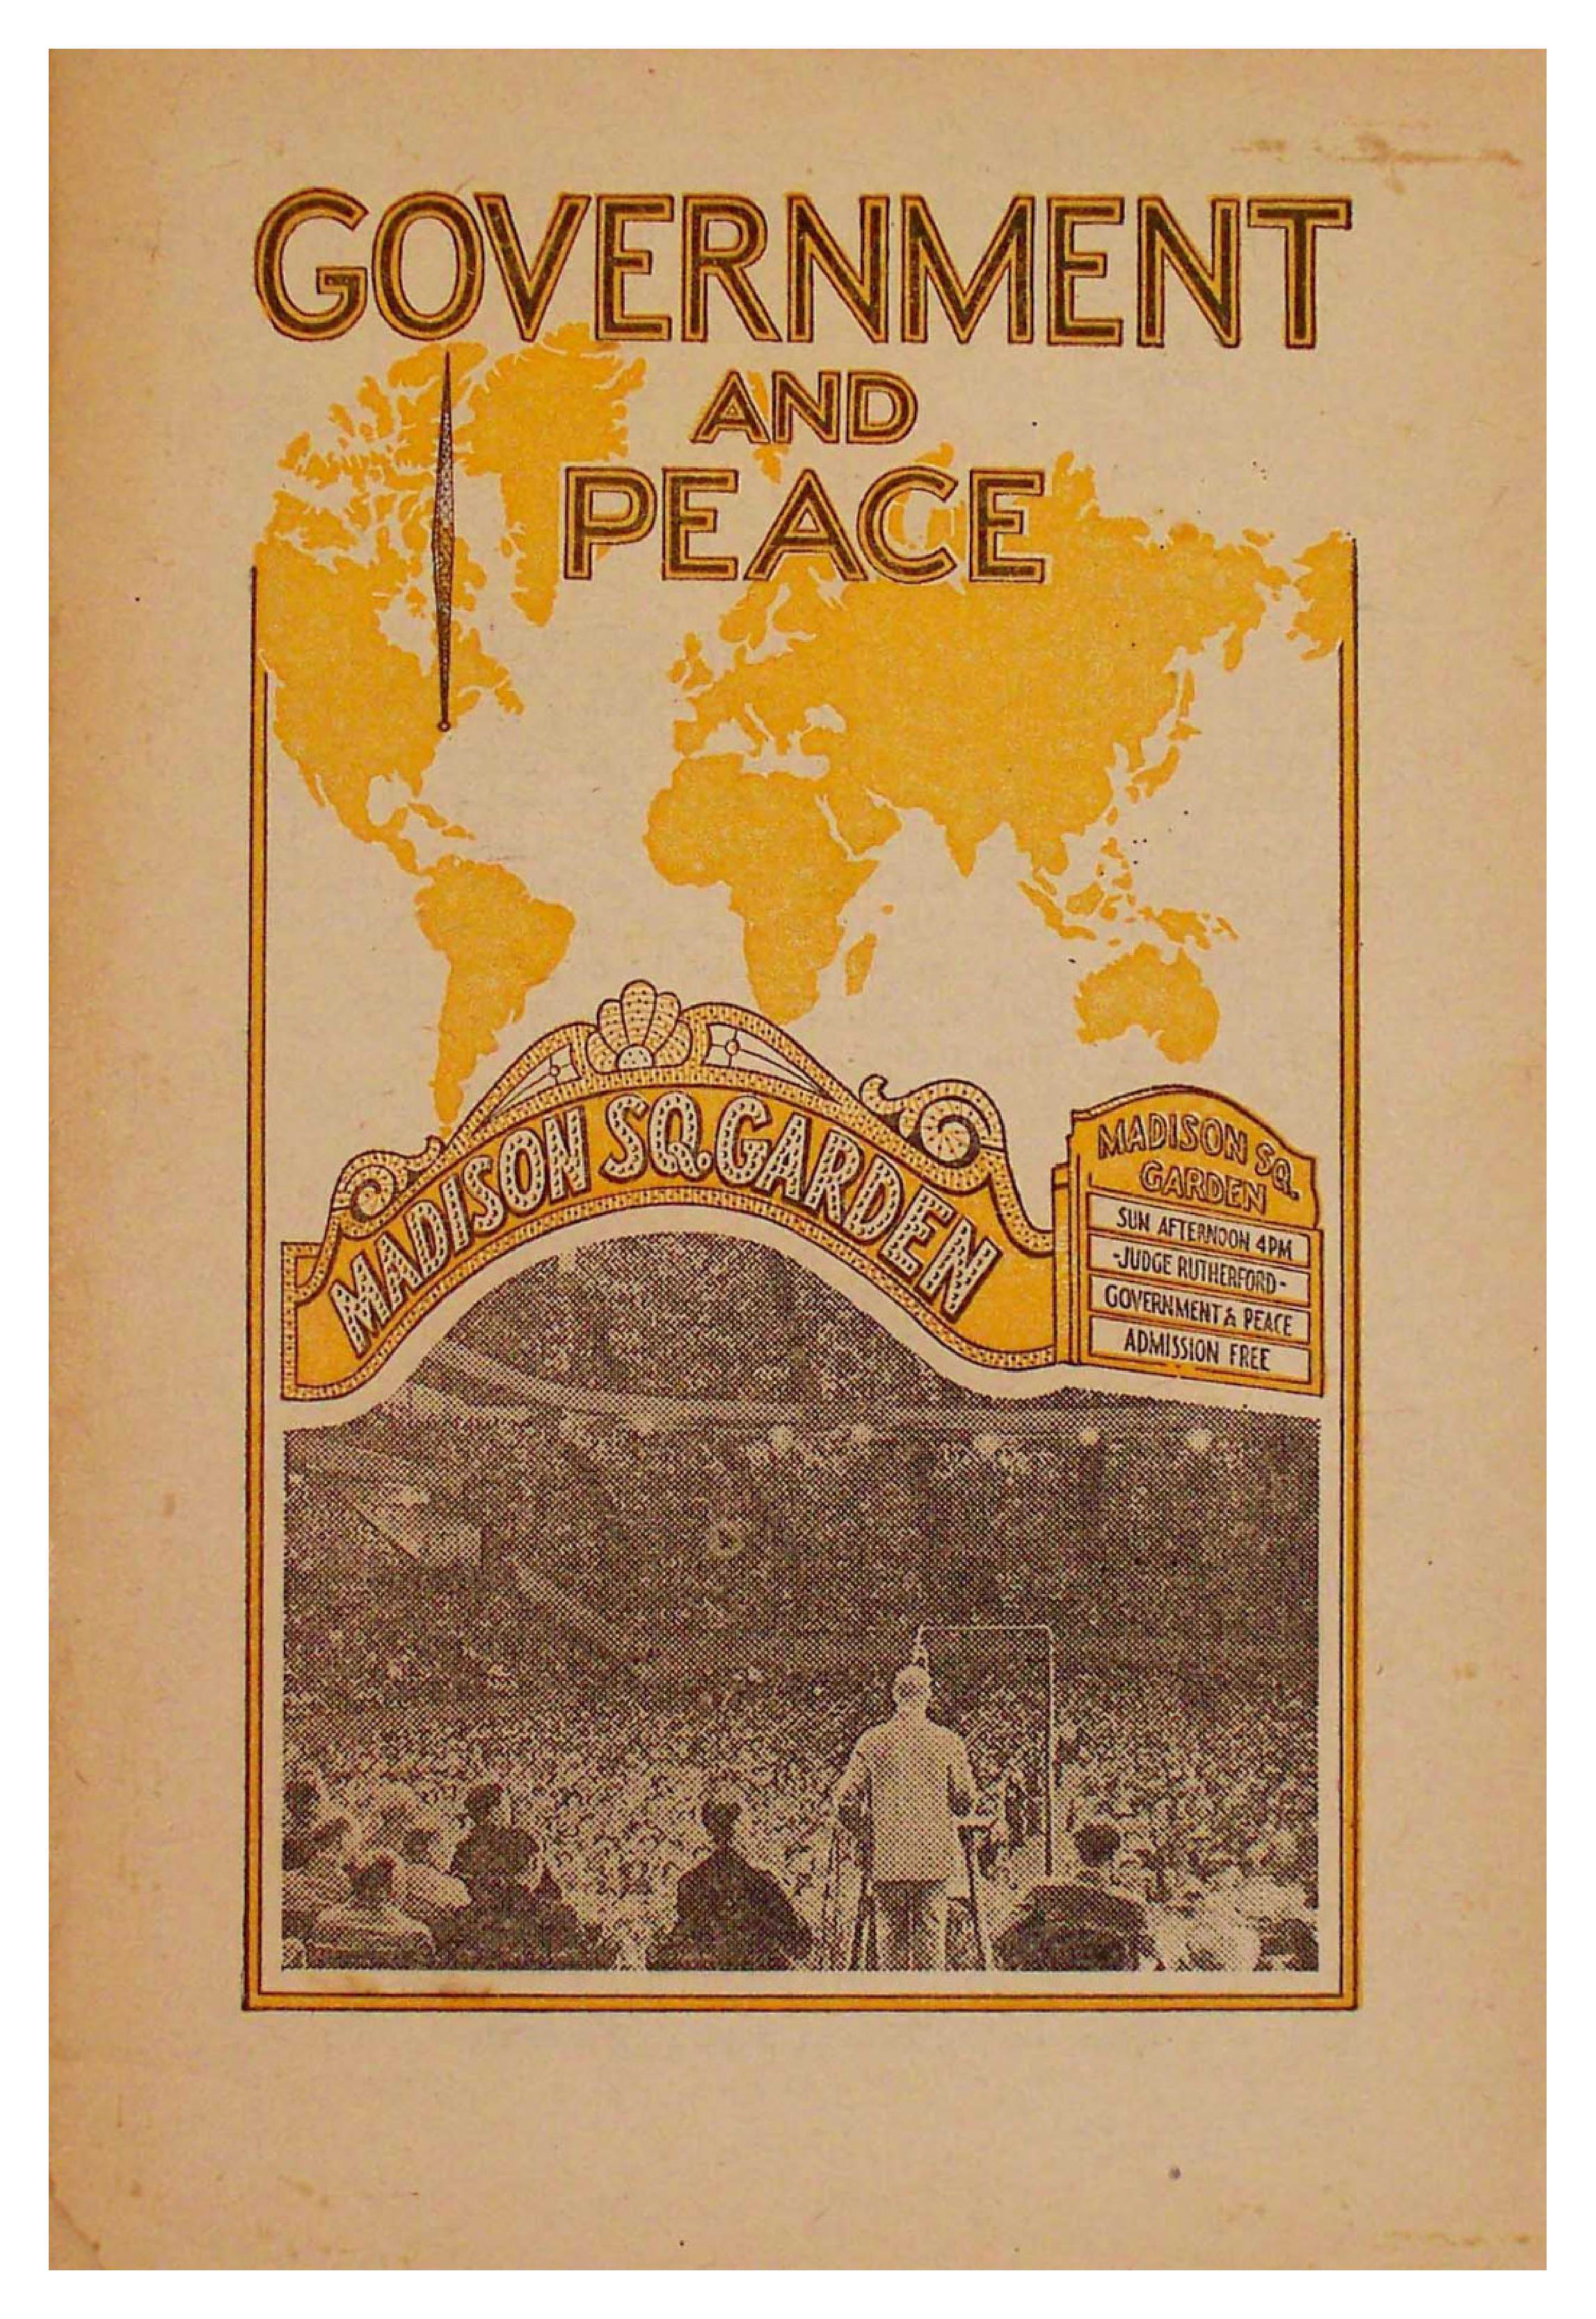 GOVERNMENT
AND
PEACE
MADISON SQ. GARDEN
MADISON SQ.
GARDEN
SUN AFTERNOON 4PM
-JUDGE RUTHERFORD-
GOVERNMENT & PEACE
ADMISSION FREE